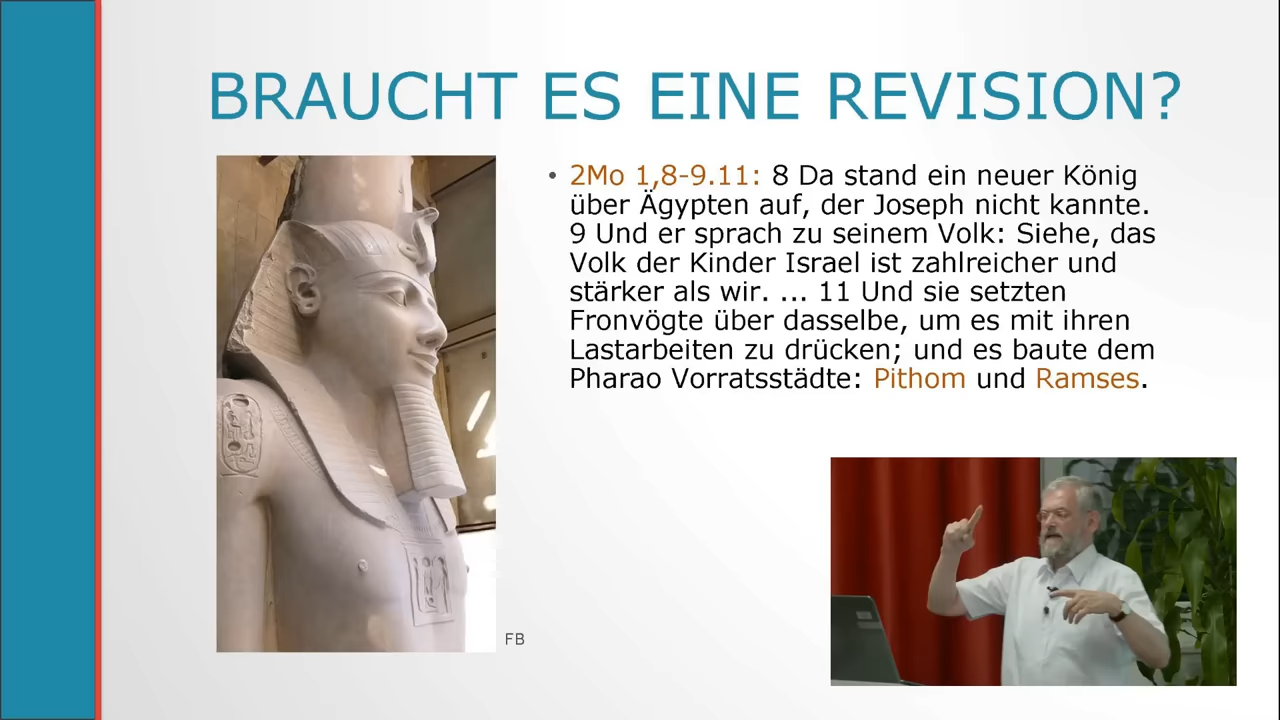 BRAUCHT ES EINE REVISION?
• 2Mo 1,8-9.11: 8 Da stand ein neuer König
über Ägypten auf, der Joseph nicht kannte.
9 Und er sprach zu seinem Volk: Siehe, das
Volk der Kinder Israel ist zahlreicher und
stärker als wir. ... 11 Und sie setzten
Fronvögte über dasselbe, um es mit ihren
Lastarbeiten zu drücken; und es baute dem
Pharao Vorratsstädte: Pithom und Ramses.
FB